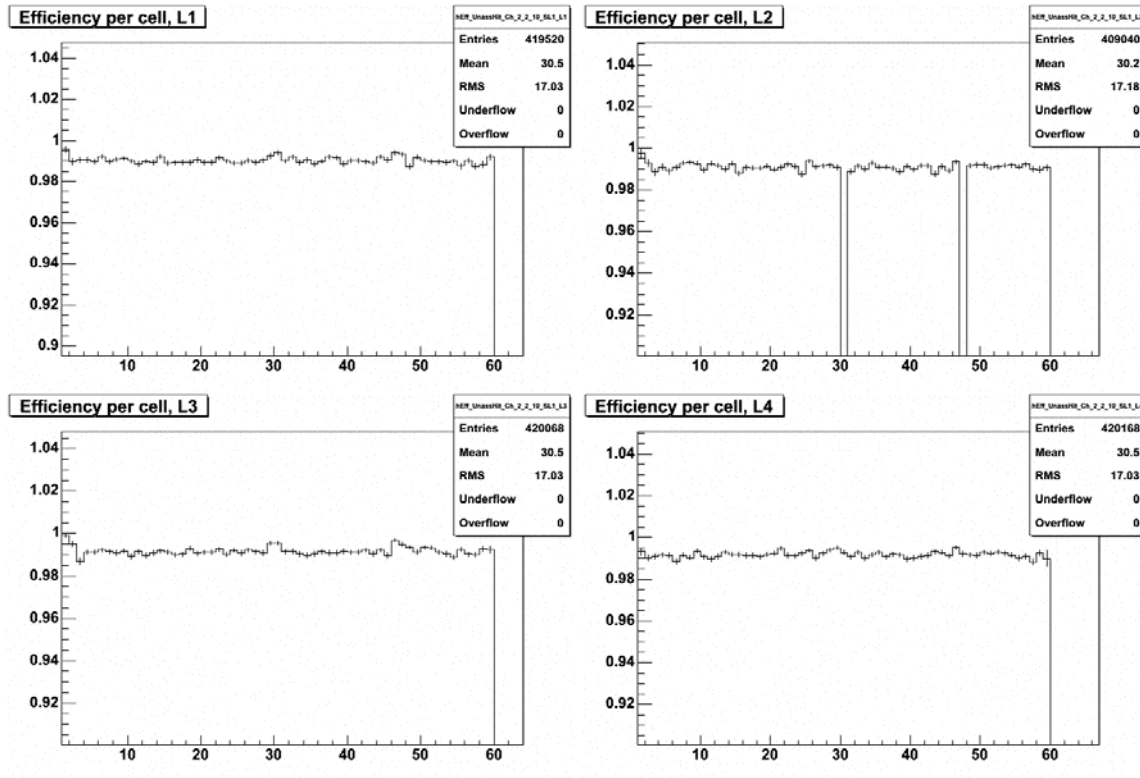 Efficiency per cell, L1
hEff_UnassHit_Ch_2_2_10_SL1_L1
Entries 419520
Mean 30.5
RMS 17.03
Underflow 0
Overflow 0
1.04
1.02
1
0.98
0.96
0.94
0.92
0.9
10 20 30 40 50 60
Efficiency per cell, L2
hEff_UnassHit_Ch_2_2_10_SL1_L2
Entries 409040
Mean 30.2
RMS 17.18
Underflow 0
Overflow 0
1.04
1.02
1
0.98
0.96
0.94
0.92
10 20 30 40 50 60
Efficiency per cell, L3
hEff_UnassHit_Ch_2_2_10_SL1_L3
Entries 420068
Mean 30.5
RMS 17.03
Underflow 0
Overflow 0
1.04
1.02
1
0.98
0.96
0.94
0.92
10 20 30 40 50 60
Efficiency per cell, L4
hEff_UnassHit_Ch_2_2_10_SL1_L4
Entries 420168
Mean 30.5
RMS 17.03
Underflow 0
Overflow 0
1.04
1.02
1
0.98
0.96
0.94
0.92
10 20 30 40 50 60